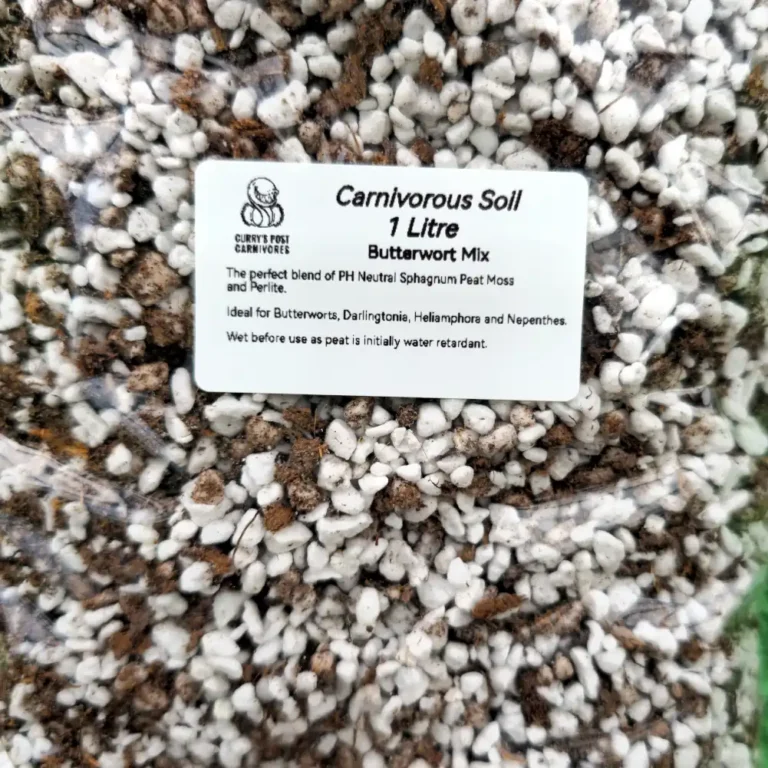 CURRY'S POST
CARNIVORES
Carnivorous Soil
1 Litre
Butterwort Mix
The perfect blend of PH Neutral Sphagnum Peat Moss
and Perlite.
Ideal for Butterworts, Darlingtonia, Heliamphora and Nepenthes.
Wet before use as peat is initially water retardant.